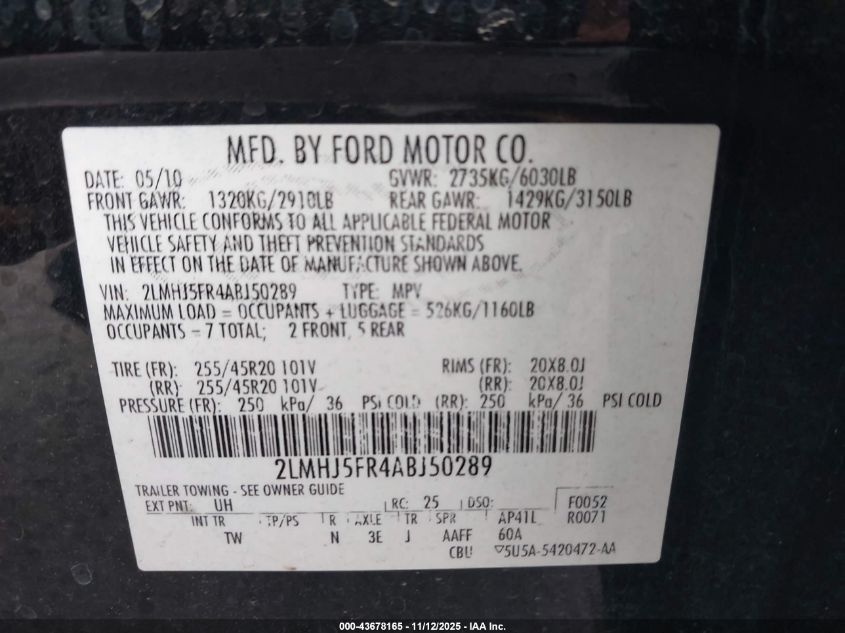 MFD. BY FORD MOTOR CO.
DATE: 05/10 GVWR: 2735KG/6030LB
FRONT GAWR: 1320KG/2910LB REAR GAWR: 1429KG/3150LB
THIS VEHICLE CONFORMS TO ALL APPLICABLE FEDERAL MOTOR
VEHICLE SAFETY AND THEFT PREVENTION STANDARDS
IN EFFECT ON THE DATE OF MANUFACTURE SHOWN ABOVE.
VIN: 2LMHJ5FR4ABJ50289 TYPE: MPV
MAXIMUM LOAD = OCCUPANTS + LUGGAGE = 526KG/1160LB
OCCUPANTS = 7 TOTAL; 2 FRONT, 5 REAR
TIRE (FR): 255/45R20 101V RIMS (FR): 20X8.0J
(RR): 255/45R20 101V (RR): 20X8.0J
PRESSURE (FR): 250 kPa/ 36 PSI COLD (RR): 250 kPa/ 36 PSI COLD
2LMHJ5FR4ABJ50289
TRAILER TOWING - SEE OWNER GUIDE
EXT PNT: UH RC: 25 DSO: F0052
INT TR TP/PS R AXLE TR SPR AP41L R0071
TW N 3E J AAFF 60A
CBU 5U5A-5420472-AA
000-43678165 - 11/12/2025 - IAA Inc.